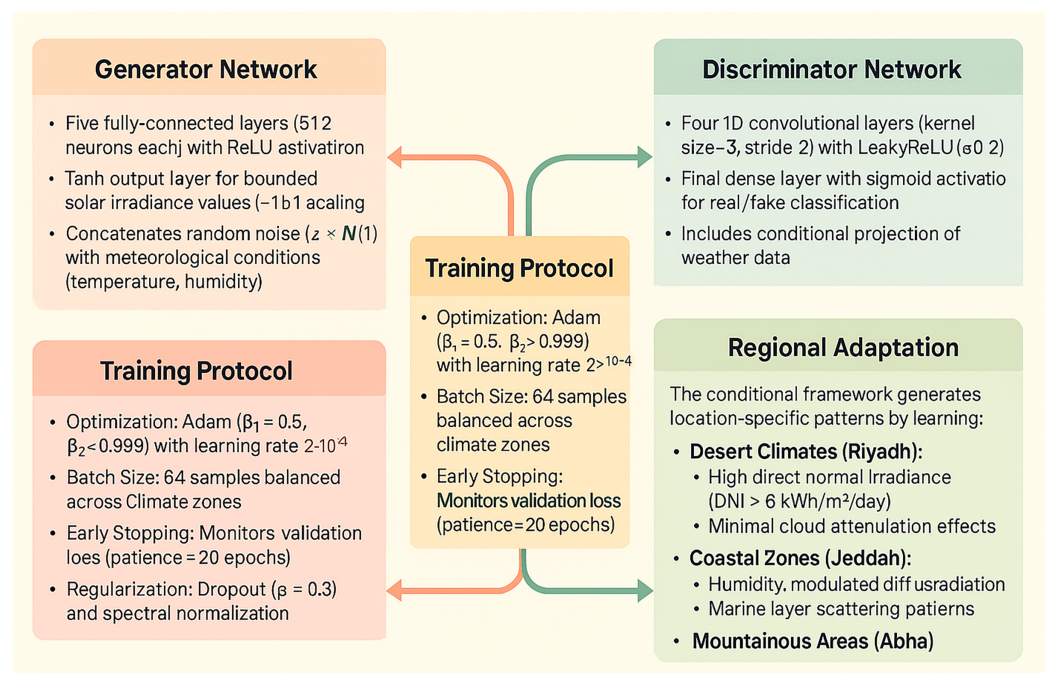 Generator Network
• Five fully-connected layers (512
neurons eachj with ReLU astivatiron
• Tanh output layer for bounded
solar irradiance values (−1b1 acaling
• Concatenates random noise (z × N(1)
with meteorological conditions
(temperature, humidity)
Discriminator Network
• Four 1D convolutional layers (kernel
size–3, stride 2) with LeakyReLU (ɞ0 2)
• Final dense layer with sigmoid activatio
for real/fake classification
• Includes conditional projection of
weather data
Training Protocol
• Optimization: Adam
(β₁ = 0.5. β₂> 0.999)
with learning rate 2>10⁻⁴
• Batch Size: 64 samples
balanced across
climate zones
• Early Stopping:
Monitors validation loss
(patience=20 epochs)
Training Protocol
• Optimization: Adam (β₁ = 0.5,
β₂<0.999) with learning rate 2-10⁻⁴
• Batch Size: 64 samples balanced
across Climate zones
• Early Stopping: Monitors validation
loes (patience = 20 epochs)
• Regularization: Dropout (β = 0.3)
and spectral normalization
Regional Adaptation
The conditional framework generates
location-specific patterns by learning:
• Desert Climates (Riyadh):
• High direct normal Irradiance
(DNI > 6 kWh/m²/day)
• Minimal cloud attenulation effects
• Coastal Zones (Jeddah):
• Humidity. modulated diff usradiation
• Marine layer scattering patierns
• Mountainous Areas (Abha)